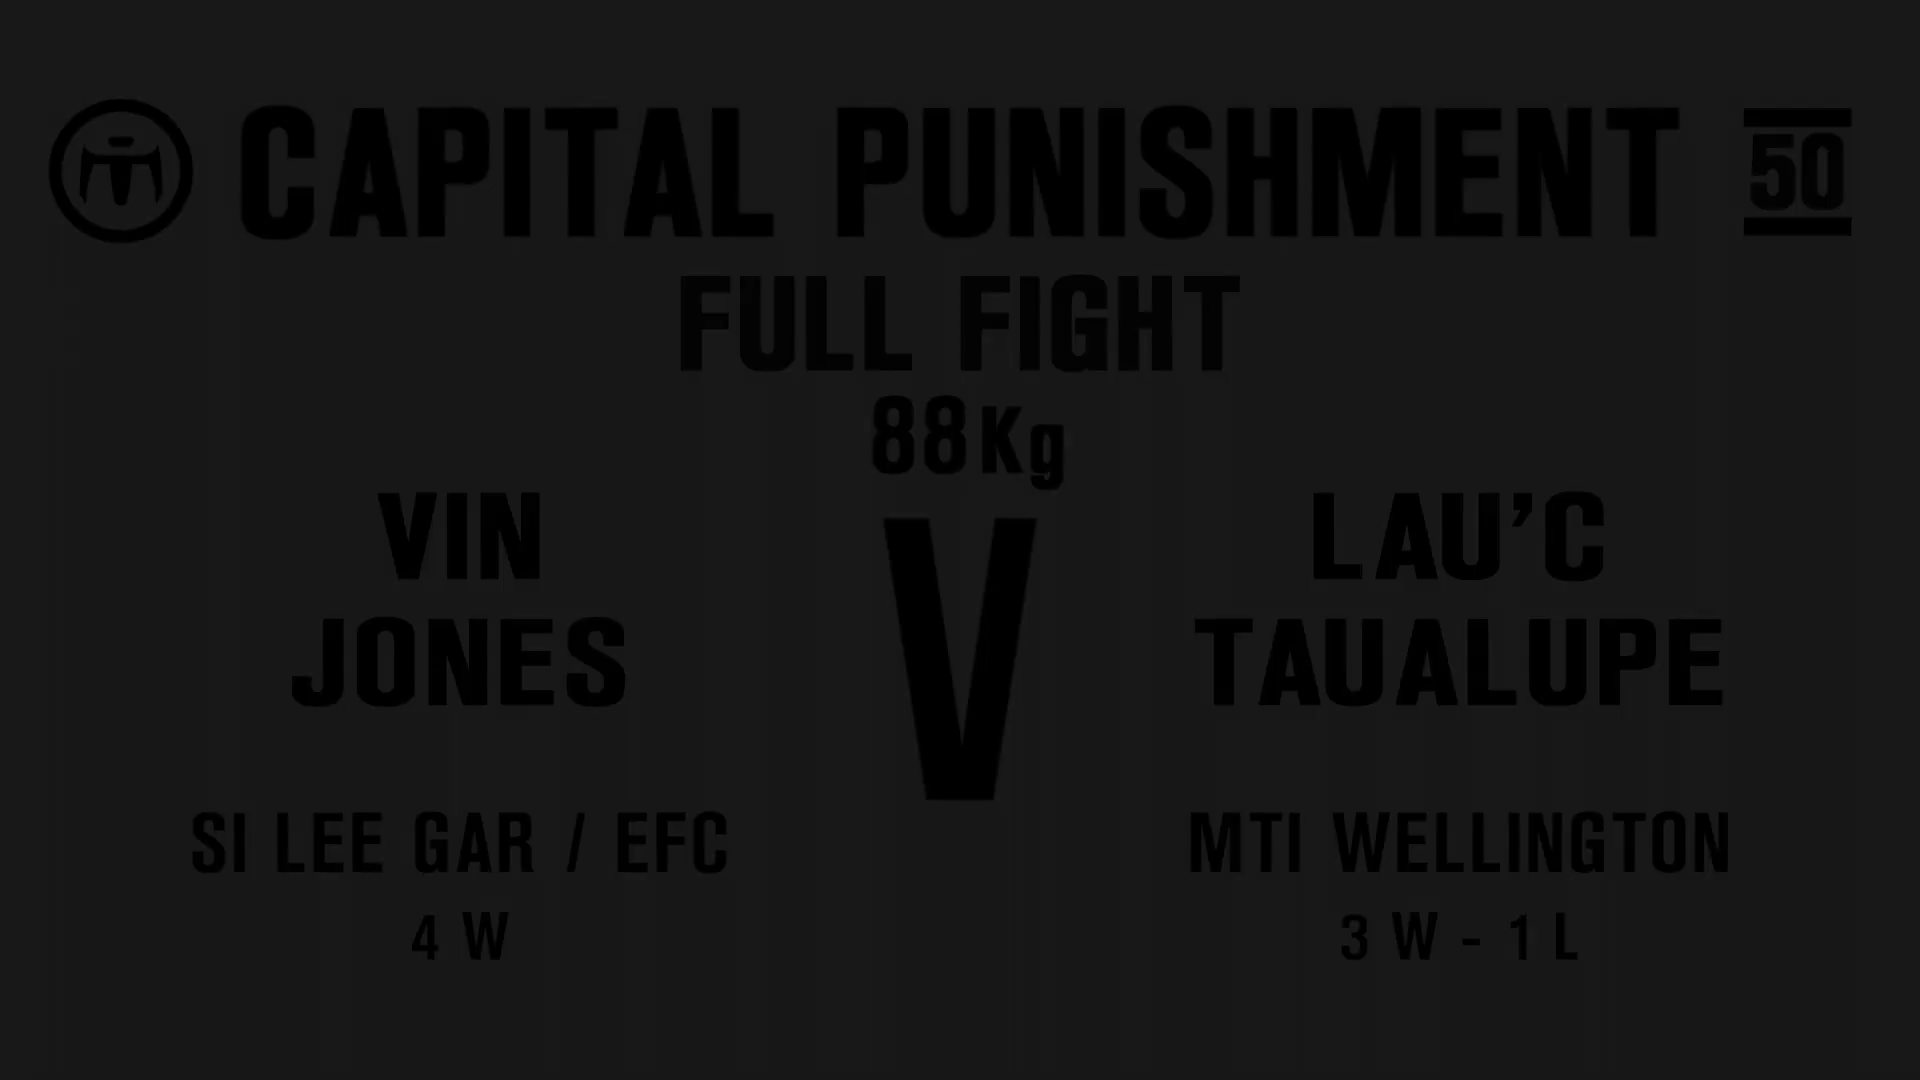 CAPITAL PUNISHMENT 50
FULL FIGHT
88Kg
VIN JONES
V
LAU’C TAUALUPE
SI LEE GAR / EFC
4 W
MTI WELLINGTON
3 W - 1 L